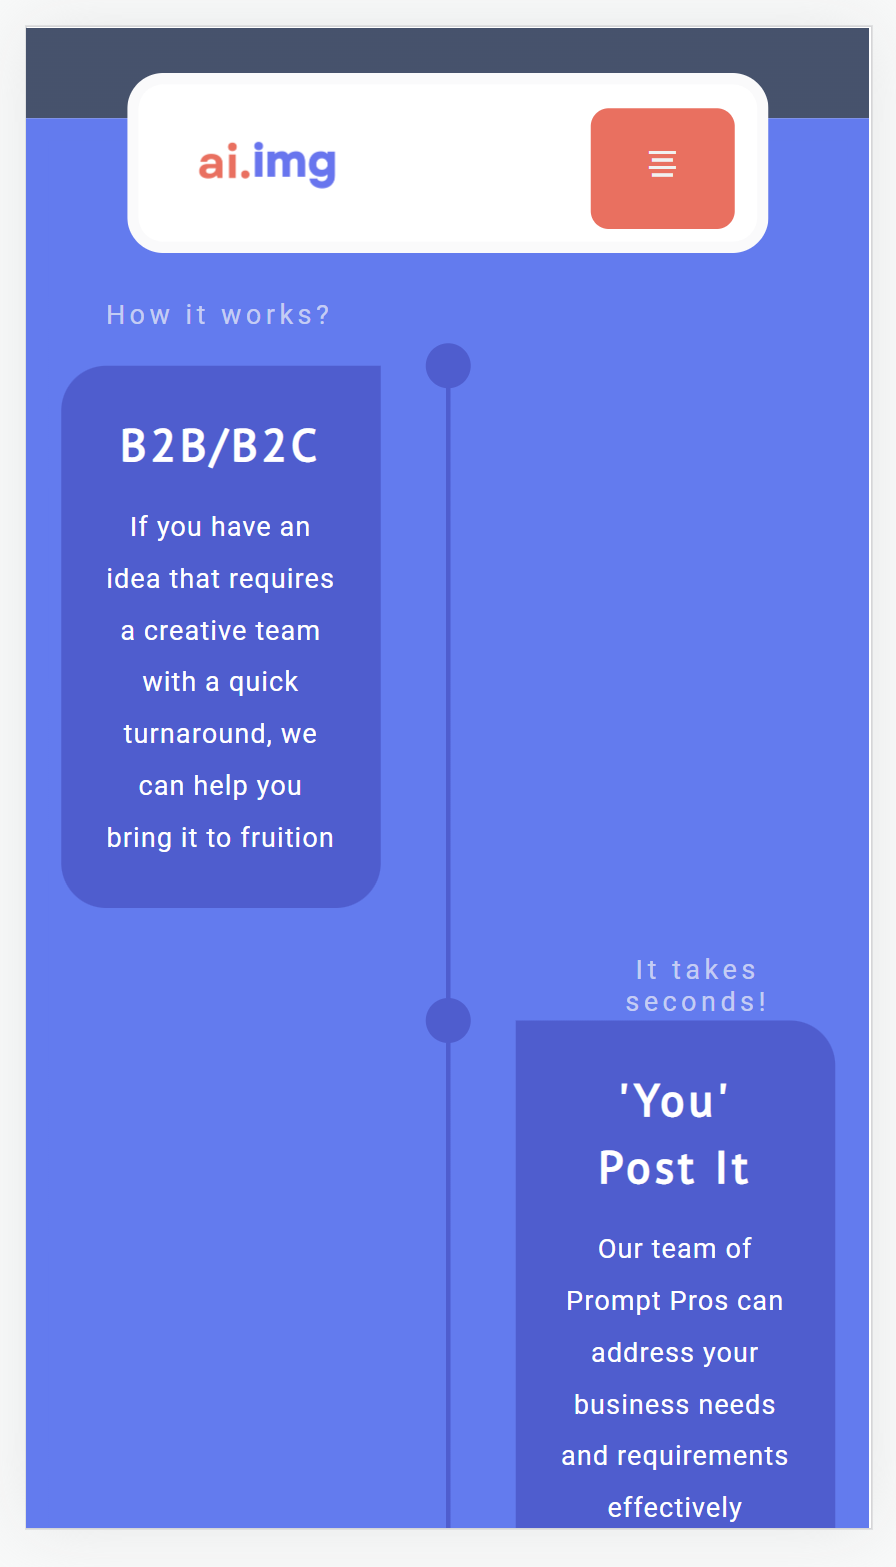 ai.img
How it works?
B2B/B2C
If you have an
idea that requires
a creative team
with a quick
turnaround, we
can help you
bring it to fruition
It takes
seconds!
'You'
Post It
Our team of
Prompt Pros can
address your
business needs
and requirements
effectively